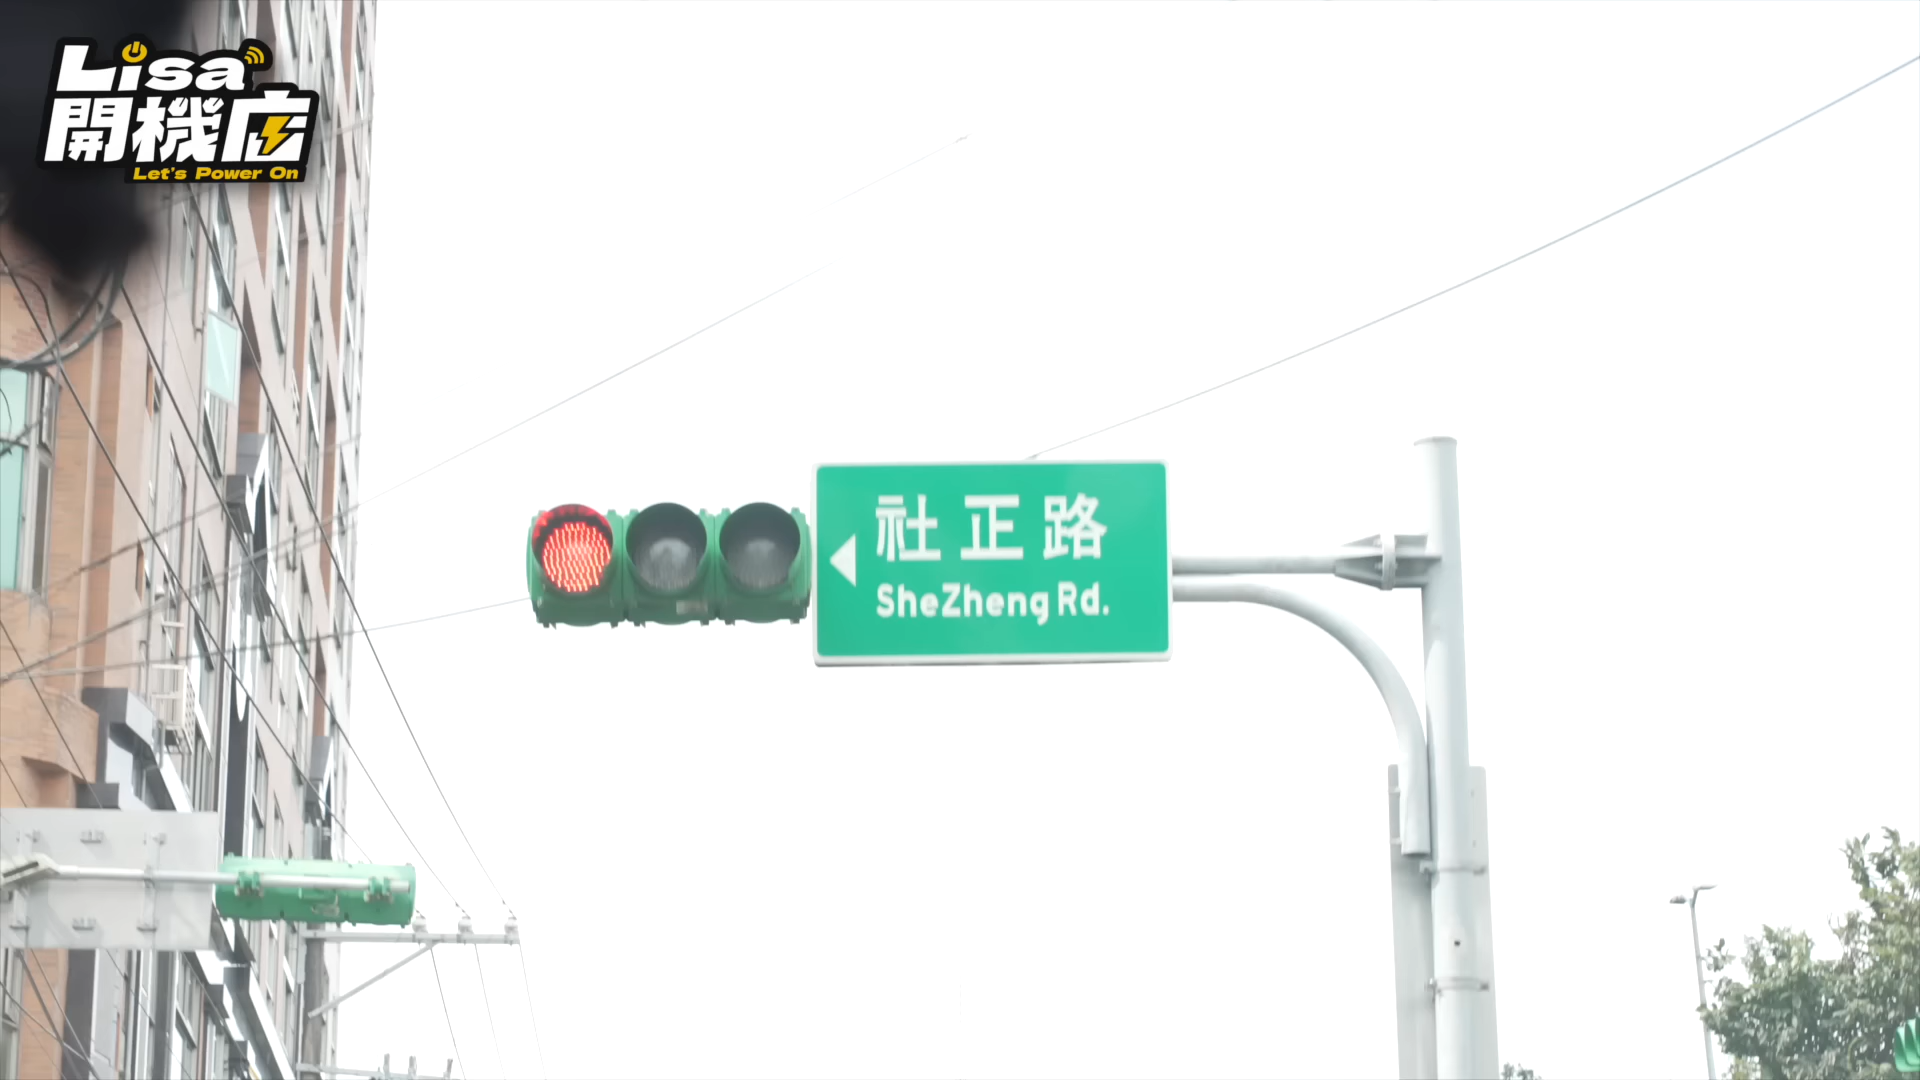 Lisa
開機店
Let's Power On
社正路
SheZheng Rd.